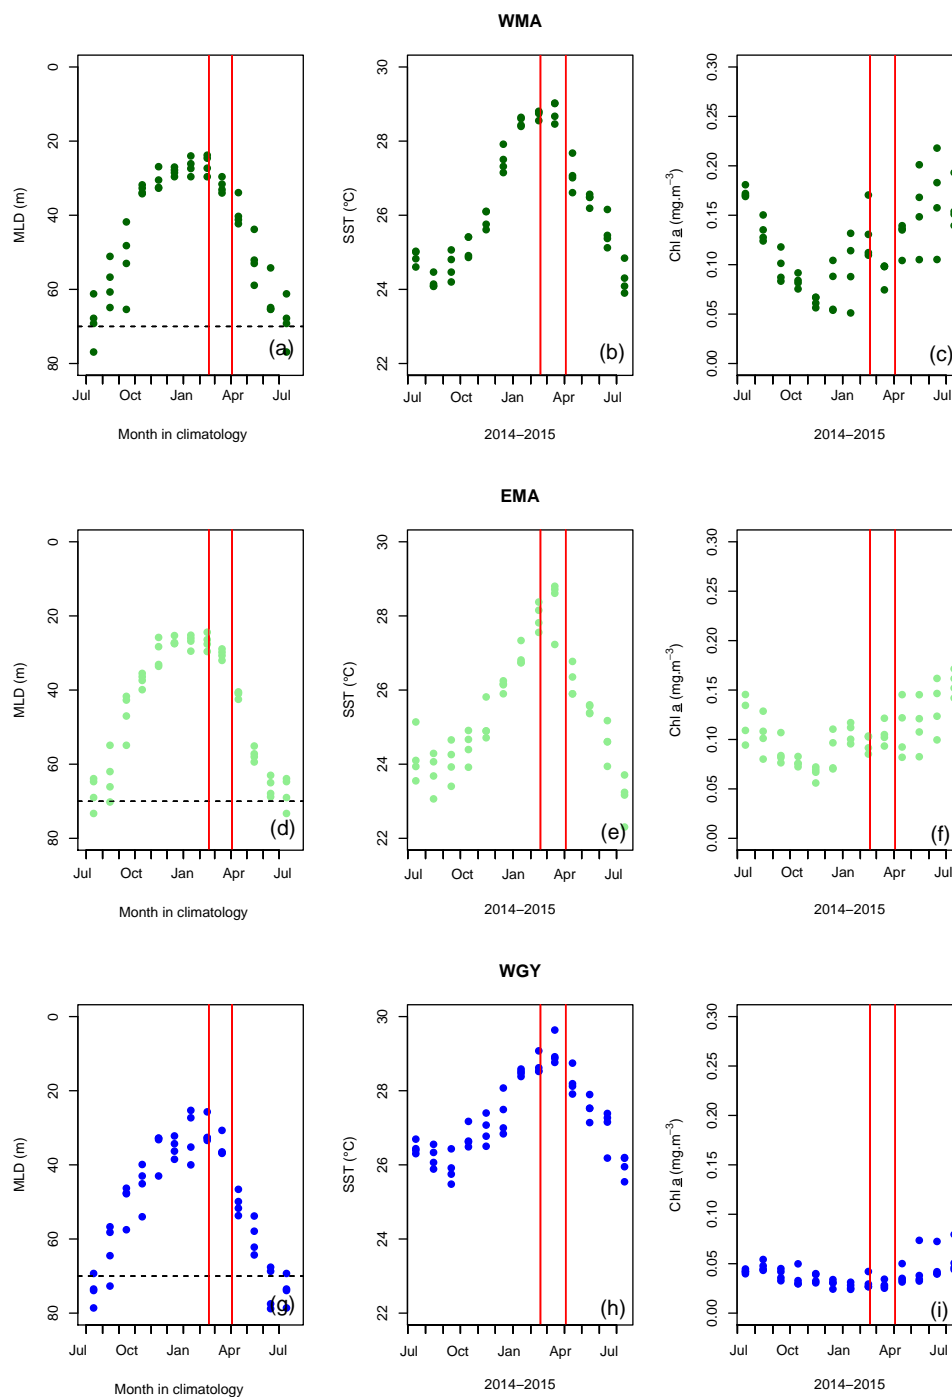 WMA
MLD (m)
0
20
40
60
80
Jul Oct Jan Apr Jul
(a)
Month in climatology
SST (°C)
30
28
26
24
22
Jul Oct Jan Apr Jul
(b)
2014–2015
Chl a (mg.m−3)
0.30
0.25
0.20
0.15
0.10
0.05
0.00
Jul Oct Jan Apr Jul
(c)
2014–2015
EMA
MLD (m)
0
20
40
60
80
Jul Oct Jan Apr Jul
(d)
Month in climatology
SST (°C)
30
28
26
24
22
Jul Oct Jan Apr Jul
(e)
2014–2015
Chl a (mg.m−3)
0.30
0.25
0.20
0.15
0.10
0.05
0.00
Jul Oct Jan Apr Jul
(f)
2014–2015
WGY
MLD (m)
0
20
40
60
80
Jul Oct Jan Apr Jul
(g)
Month in climatology
SST (°C)
30
28
26
24
22
Jul Oct Jan Apr Jul
(h)
2014–2015
Chl a (mg.m−3)
0.30
0.25
0.20
0.15
0.10
0.05
0.00
Jul Oct Jan Apr Jul
(i)
2014–2015